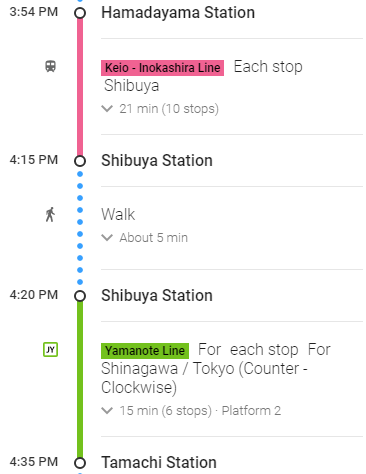 3:54 PM Hamadayama Station
Keio - Inokashira Line Each stop
Shibuya
21 min (10 stops)
4:15 PM Shibuya Station
Walk
About 5 min
4:20 PM Shibuya Station
JY Yamanote Line For each stop For
Shinagawa / Tokyo (Counter -
Clockwise)
15 min (6 stops) · Platform 2
4:35 PM Tamachi Station